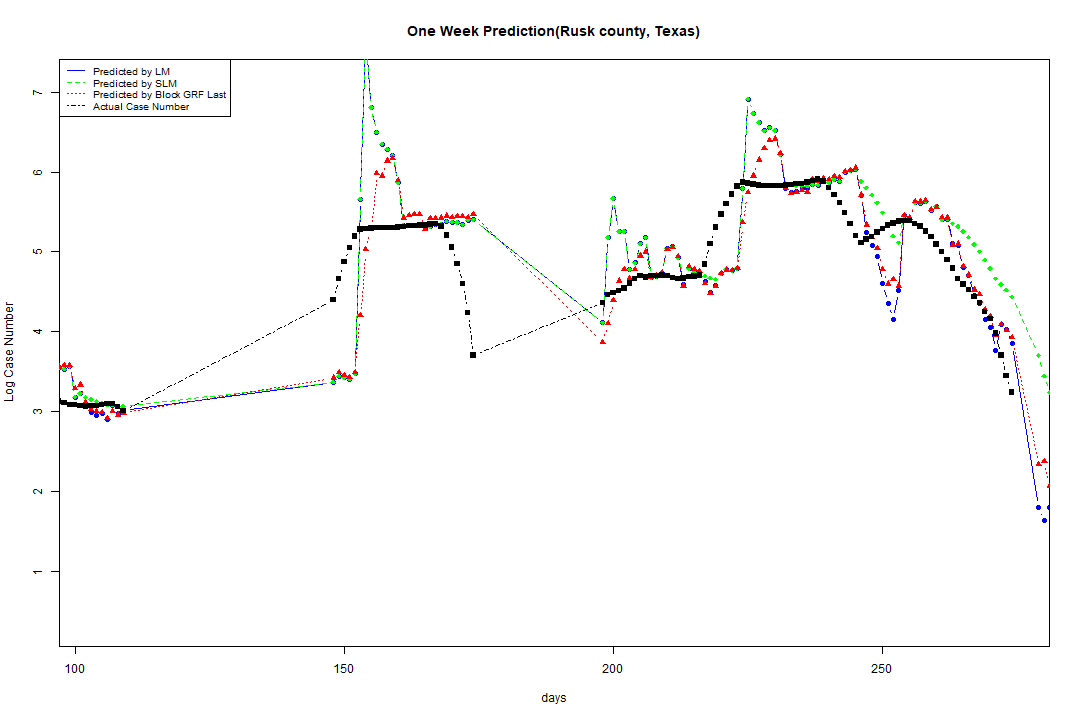 One Week Prediction(Rusk county, Texas)
Predicted by LM
Predicted by SLM
Predicted by Block GRF Last
Actual Case Number
Log Case Number
7
6
5
4
3
2
1
100 150 200 250
days